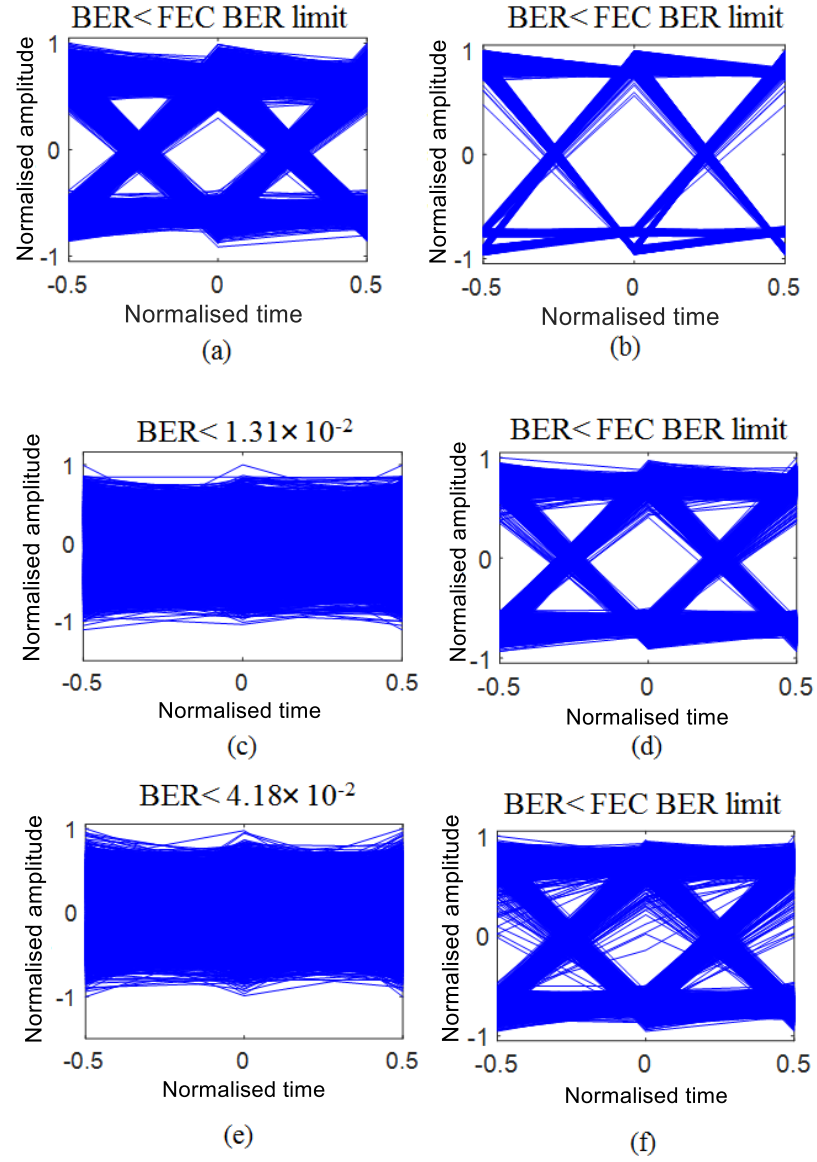 BER< FEC BER limit
Normalised amplitude
1
0
-1
-0.5
0
0.5
Normalised time
(a)
BER< FEC BER limit
Normalised amplitude
1
0
-1
-0.5
0
0.5
Normalised time
(b)
BER< 1.31× 10-2
Normalised amplitude
1
0
-1
-0.5
0
0.5
Normalised time
(c)
BER< FEC BER limit
Normalised amplitude
1
0
-1
-0.5
0
0.5
Normalised time
(d)
BER< 4.18× 10-2
Normalised amplitude
1
0
-1
-0.5
0
0.5
Normalised time
(e)
BER< FEC BER limit
Normalised amplitude
1
0
-1
-0.5
0
0.5
Normalised time
(f)